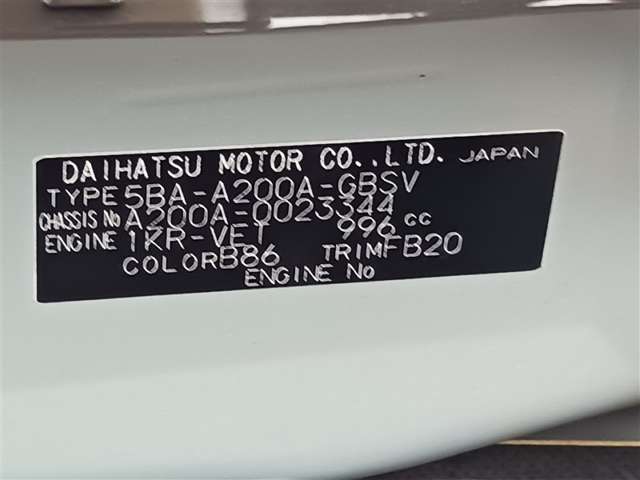 DAIHATSU MOTOR CO.,LTD. JAPAN
TYPE 5BA-A200A-GBSV
CHASSIS No A200A-0023344
ENGINE 1KR-VET 996 cc
COLOR B86 TRIM FB20
ENGINE No